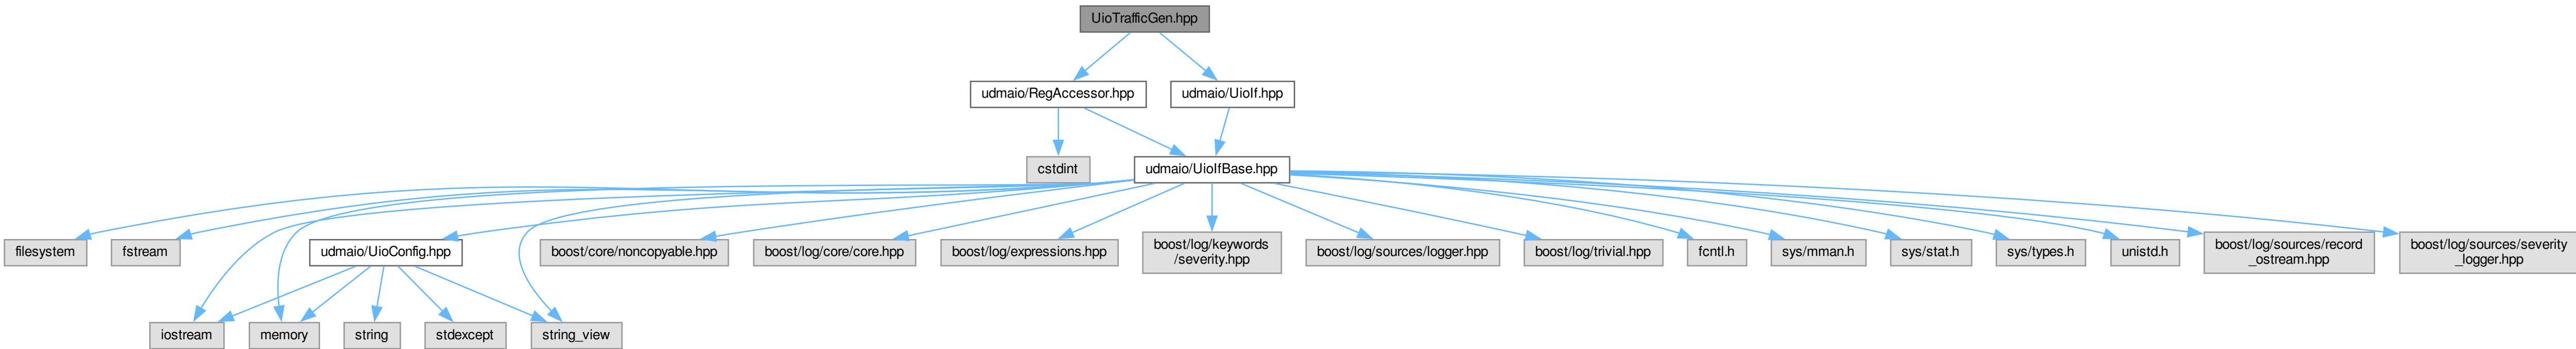 UioTrafficGen.hpp
udmaio/RegAccessor.hpp
udmaio/UioIf.hpp
cstdint
udmaio/UioIfBase.hpp
filesystem
fstream
udmaio/UioConfig.hpp
boost/core/noncopyable.hpp
boost/log/core/core.hpp
boost/log/expressions.hpp
boost/log/keywords
/severity.hpp
boost/log/sources/logger.hpp
boost/log/trivial.hpp
fcntl.h
sys/mman.h
sys/stat.h
sys/types.h
unistd.h
boost/log/sources/record
_ostream.hpp
boost/log/sources/severity
_logger.hpp
iostream
memory
string
stdexcept
string_view